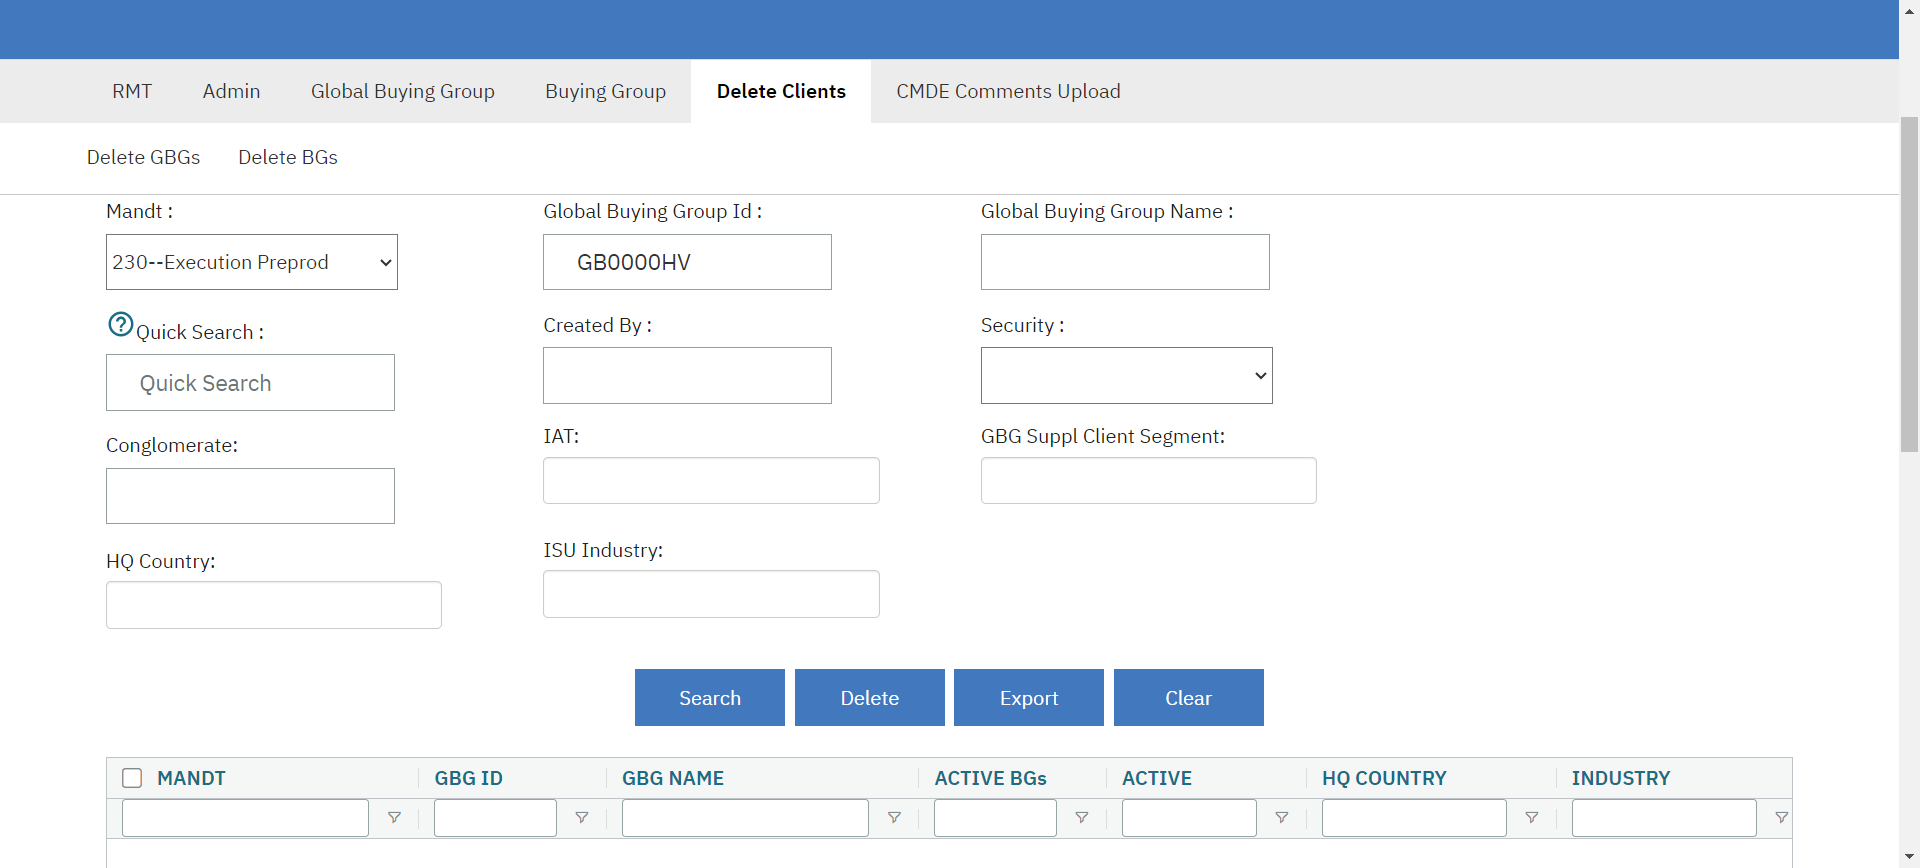 RMT Admin Global Buying Group Buying Group Delete Clients CMDE Comments Upload
Delete GBGs Delete BGs
Mandt : Global Buying Group Id : Global Buying Group Name :
230--Execution Preprod GB0000HV
Quick Search : Created By : Security :
Quick Search
Conglomerate: IAT: GBG Suppl Client Segment:
HQ Country: ISU Industry:
Search Delete Export Clear
MANDT GBG ID GBG NAME ACTIVE BGs ACTIVE HQ COUNTRY INDUSTRY